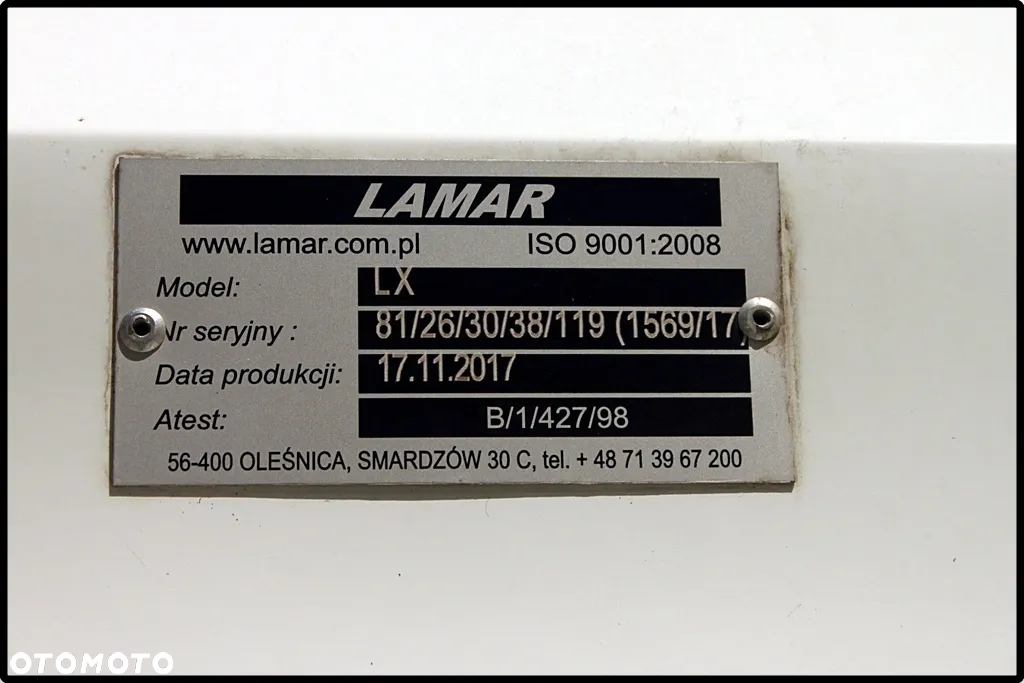 LAMAR
www.lamar.com.pl ISO 9001:2008
Model: LX
Nr seryjny : 81/26/30/38/119 (1569/17)
Data produkcji: 17.11.2017
Atest: B/1/427/98
56-400 OLEŚNICA, SMARDZÓW 30 C, tel. + 48 71 39 67 200
OTOMOTO